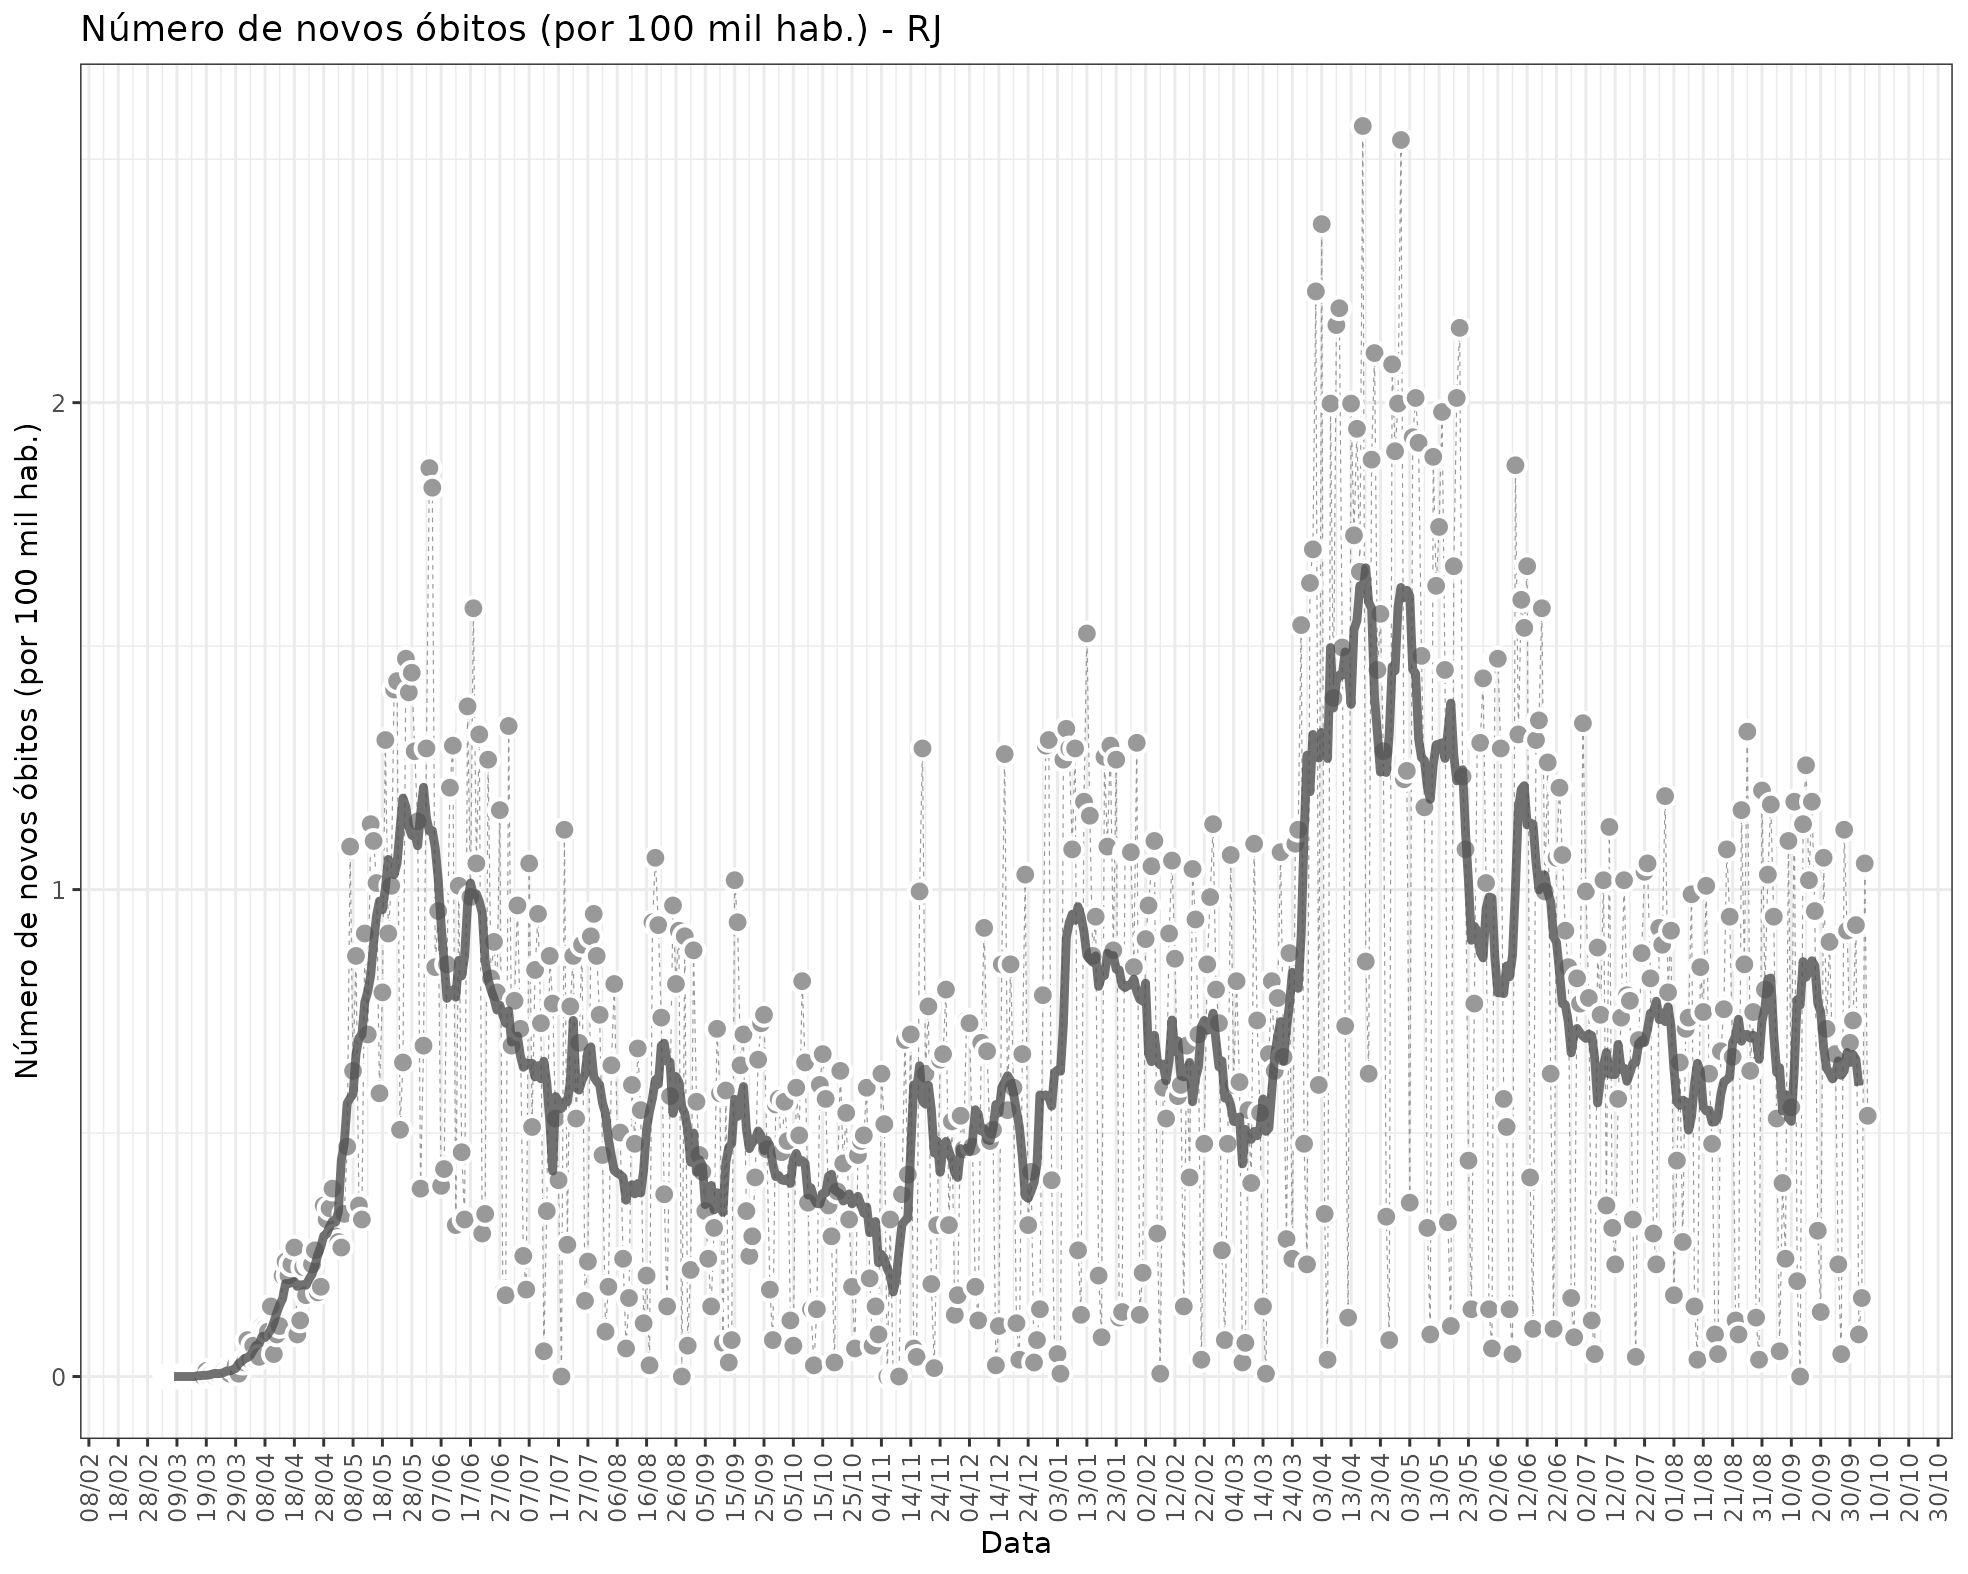 Número de novos óbitos (por 100 mil hab.) - RJ
Número de novos óbitos (por 100 mil hab.)
2
1
0
08/02 18/02 28/02 09/03 19/03 29/03 08/04 18/04 28/04 08/05 18/05 28/05 07/06 17/06 27/06 07/07 17/07 27/07 06/08 16/08 26/08 05/09 15/09 25/09 05/10 15/10 25/10 04/11 14/11 24/11 04/12 14/12 24/12 03/01 13/01 23/01 02/02 12/02 22/02 04/03 14/03 24/03 03/04 13/04 23/04 03/05 13/05 23/05 02/06 12/06 22/06 02/07 12/07 22/07 01/08 11/08 21/08 31/08 10/09 20/09 30/09 10/10 20/10 30/10
Data